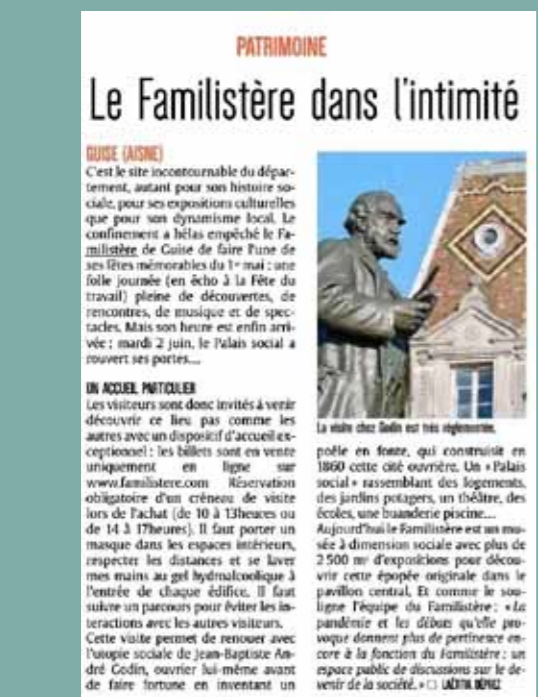 PATRIMOINE
Le Familistère dans l'intimité
GUISE (AISNE)
C'est le site incontournable du dépar-
tement, autant pour son histoire so-
ciale, pour ses expositions culturelles
que pour son dynamisme local. Le
confinement a hélas empêché le Fa-
milistère de Guise de faire l'une de
ses fêtes mémorables du 1er mai : une
folle journée (en écho à la Fête du
travail) pleine de découvertes, de
rencontres, de musique et de spec-
tacles. Mais son heure est enfin arri-
vée : mardi 2 juin, le Palais social a
rouvert ses portes...
UN ACCUEIL PARTICULIER
Les visiteurs sont donc invités à venir
découvrir ce lieu pas comme les
autres avec un dispositif d'accueil ex-
ceptionnel : les billets sont en vente
uniquement en ligne sur
www.familistere.com Réservation
obligatoire d'un créneau de visite
lors de l'achat (de 10 à 13heures ou
de 14 à 17heures). Il faut porter un
masque dans les espaces intérieurs,
respecter les distances et se laver
mes mains au gel hydroalcoolique à
l'entrée de chaque édifice. Il faut
suivre un parcours pour éviter les in-
teractions avec les autres visiteurs.
Cette visite permet de renouer avec
l'utopie sociale de Jean-Baptiste An-
dré Godin, ouvrier lui-même avant
de faire fortune en inventant un
La visite chez Godin est très réglementée.
poêle en fonte, qui construisit en
1860 cette cité ouvrière. Un « Palais
social » rassemblant des logements,
des jardins potagers, un théâtre, des
écoles, une buanderie piscine....
Aujourd'hui le Familistère est un mu-
sée à dimension sociale avec plus de
2 500 m² d'expositions pour décou-
vrir cette épopée originale dans le
pavillon central. Et comme le sou-
ligne l'équipe du Familistère : « La
pandémie et les débats qu'elle pro-
voque donnent plus de pertinence en-
core à la fonction du Familistère : un
espace public de discussions sur le de-
venir de la société. » □ LAËTITIA DÉPREZ